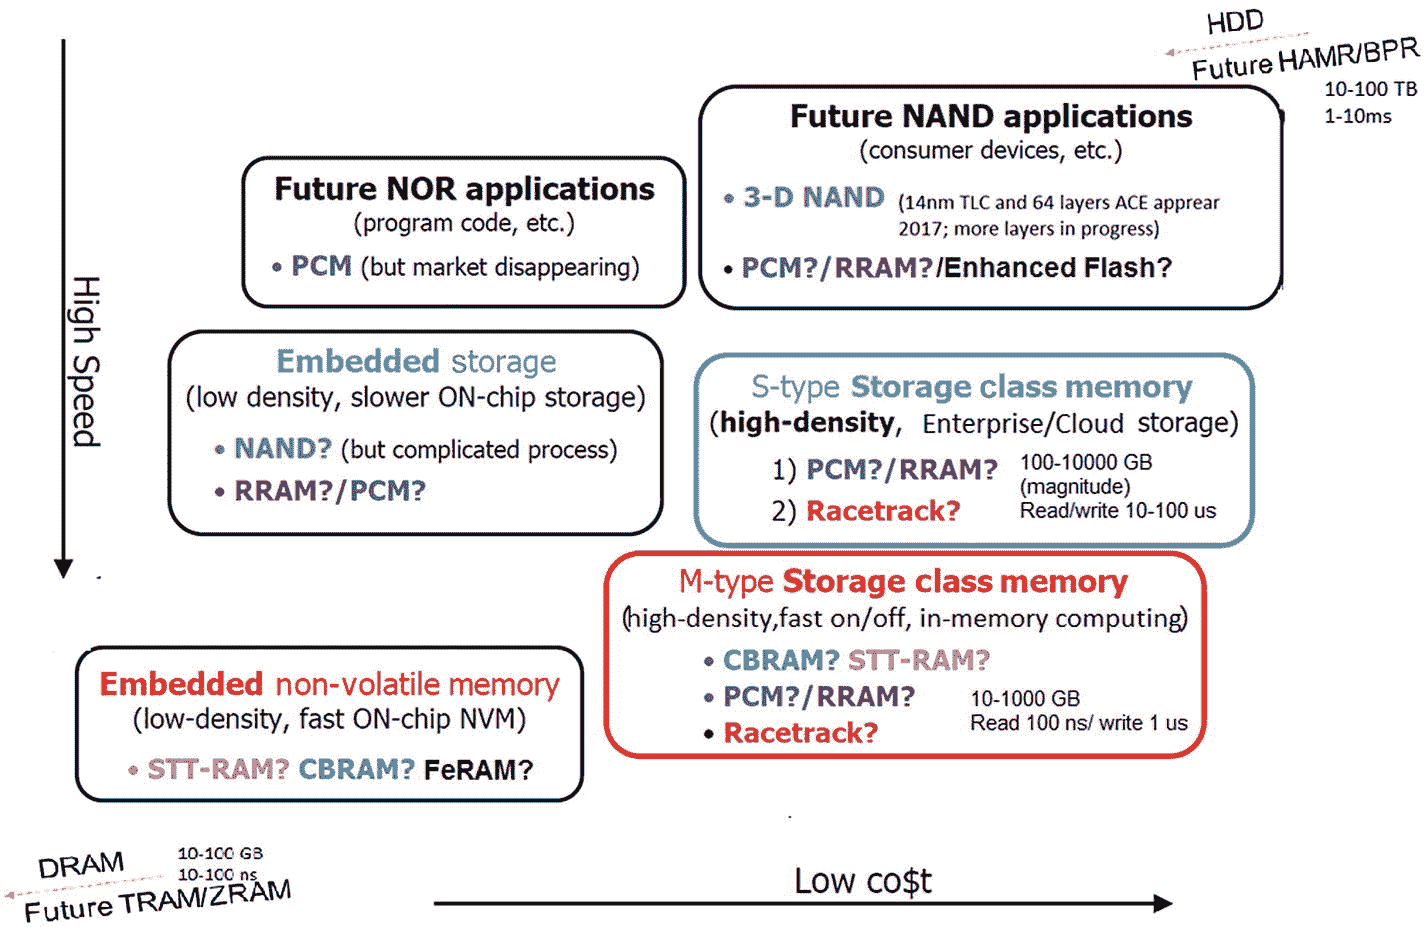 HDD
Future HAMR/BPR
10-100 TB
1-10ms
Future NAND applications
(consumer devices, etc.)
• 3-D NAND (14nm TLC and 64 layers ACE apprear
2017; more layers in progress)
• PCM?/RRAM?/Enhanced Flash?
Future NOR applications
(program code, etc.)
• PCM (but market disappearing)
High Speed
Embedded storage
(low density, slower ON-chip storage)
• NAND? (but complicated process)
• RRAM?/PCM?
S-type Storage class memory
(high-density, Enterprise/Cloud storage)
1) PCM?/RRAM?
2) Racetrack?
100-10000 GB
(magnitude)
Read/write 10-100 us
M-type Storage class memory
(high-density,fast on/off, in-memory computing)
• CBRAM? STT-RAM?
• PCM?/RRAM?
• Racetrack?
10-1000 GB
Read 100 ns/ write 1 us
Embedded non-volatile memory
(low-density, fast ON-chip NVM)
• STT-RAM? CBRAM? FeRAM?
DRAM
Future TRAM/ZRAM
10-100 GB
10-100 ns
Low co$t